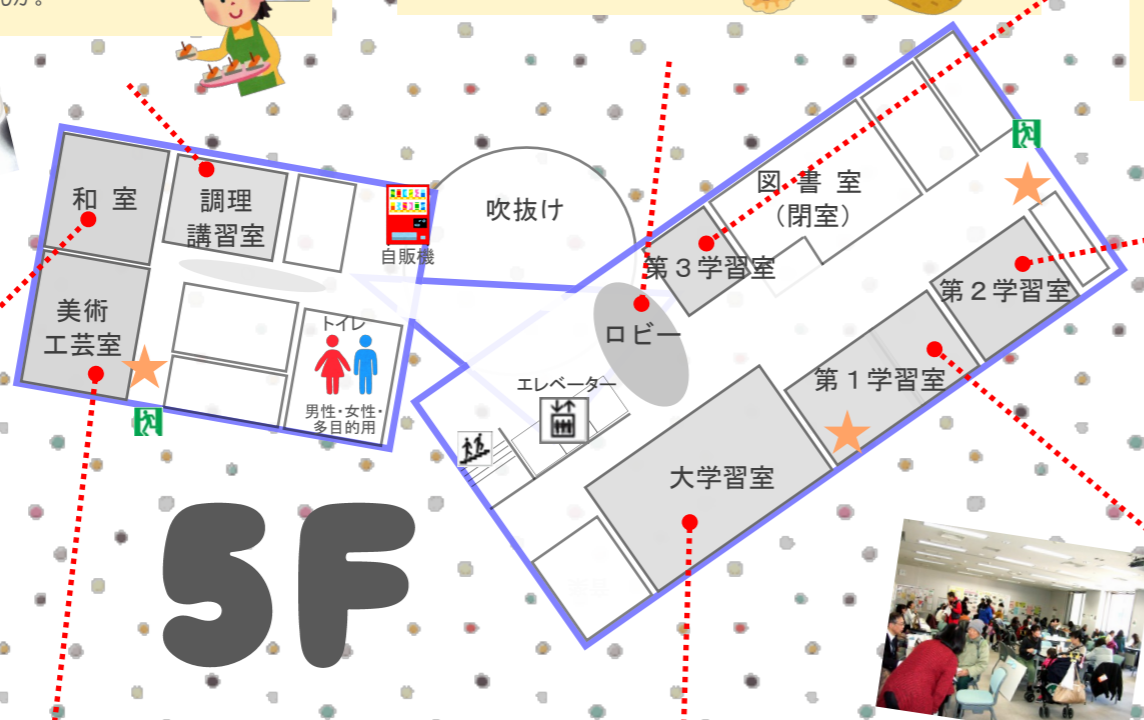 和 室
調理
講習室
自販機
吹抜け
図 書 室
（閉室）
第３学習室
第２学習室
ロビー
美術
工芸室
トイレ
男性・女性・
多目的用
エレベーター
第１学習室
大学習室
5F